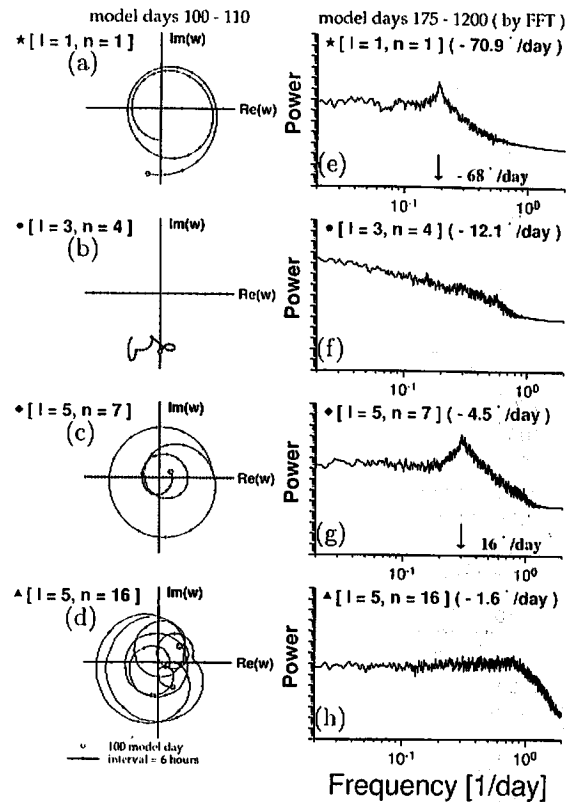 model days 100 - 110
model days 175 - 1200 ( by FFT )
★ [ l = 1, n = 1 ]
Im(w)
(a)
Re(w)
★ [ l = 1, n = 1 ] ( - 70.9 ˚/day)
Power
(e)
- 68 ˚/day
10⁻¹
10⁰
● [ l = 3, n = 4 ]
Im(w)
(b)
Re(w)
● [ l = 3, n = 4 ] ( - 12.1 ˚/day)
Power
(f)
10⁻¹
10⁰
◆ [ l = 5, n = 7 ]
Im(w)
(c)
Re(w)
◆ [ l = 5, n = 7 ] ( - 4.5 ˚/day)
Power
(g)
16 ˚/day
10⁻¹
10⁰
▲ [ l = 5, n = 16 ]
Im(w)
(d)
Re(w)
▲ [ l = 5, n = 16 ] ( - 1.6 ˚/day)
Power
(h)
10⁻¹
10⁰
100 model day
interval = 6 hours
Frequency [1/day]